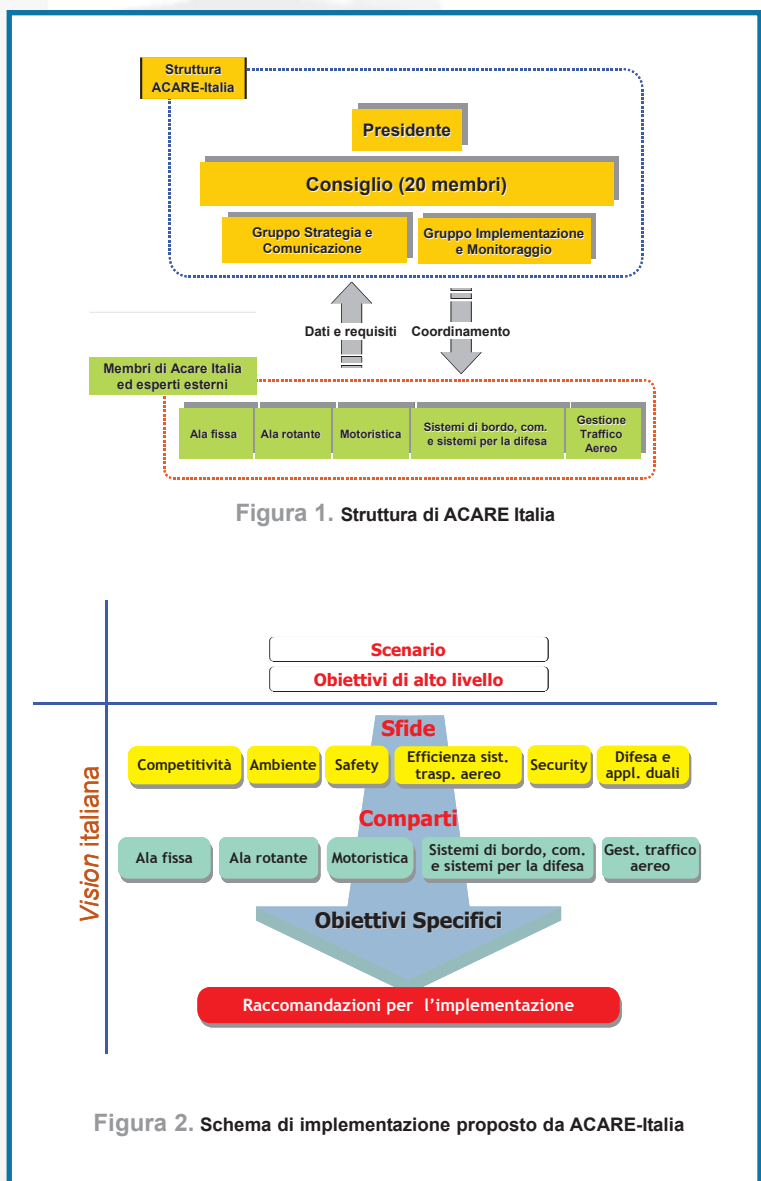 Struttura
ACARE-Italia
Presidente
Consiglio (20 membri)
Gruppo Strategia e
Comunicazione
Gruppo Implementazione
e Monitoraggio
Dati e requisiti
Coordinamento
Membri di Acare Italia
ed esperti esterni
Ala fissa
Ala rotante
Motoristica
Sistemi di bordo, com.
e sistemi per la difesa
Gestione
Traffico
Aereo
Figura 1. Struttura di ACARE Italia
Vision italiana
Scenario
Obiettivi di alto livello
Sfide
Competitività
Ambiente
Safety
Efficienza sist.
trasp. aereo
Security
Difesa e
appl. duali
Comparti
Ala fissa
Ala rotante
Motoristica
Sistemi di bordo, com.
e sistemi per la difesa
Gest. traffico
aereo
Obiettivi Specifici
Raccomandazioni per l'implementazione
Figura 2. Schema di implementazione proposto da ACARE-Italia